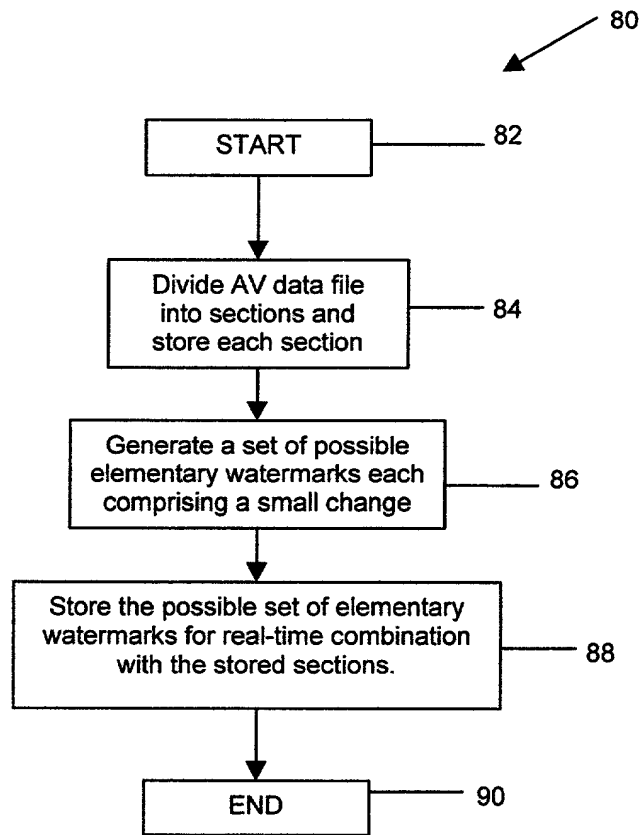 80
START
82
Divide AV data file
into sections and
store each section
84
Generate a set of possible
elementary watermarks each
comprising a small change
86
Store the possible set of elementary
watermarks for real-time combination
with the stored sections.
88
END
90